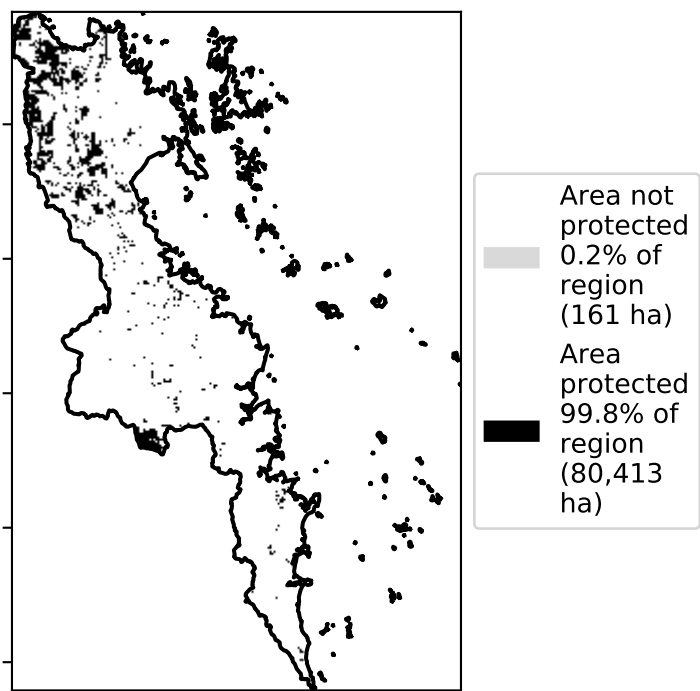 Area not
protected
0.2% of
region
(161 ha)
Area
protected
99.8% of
region
(80,413
ha)